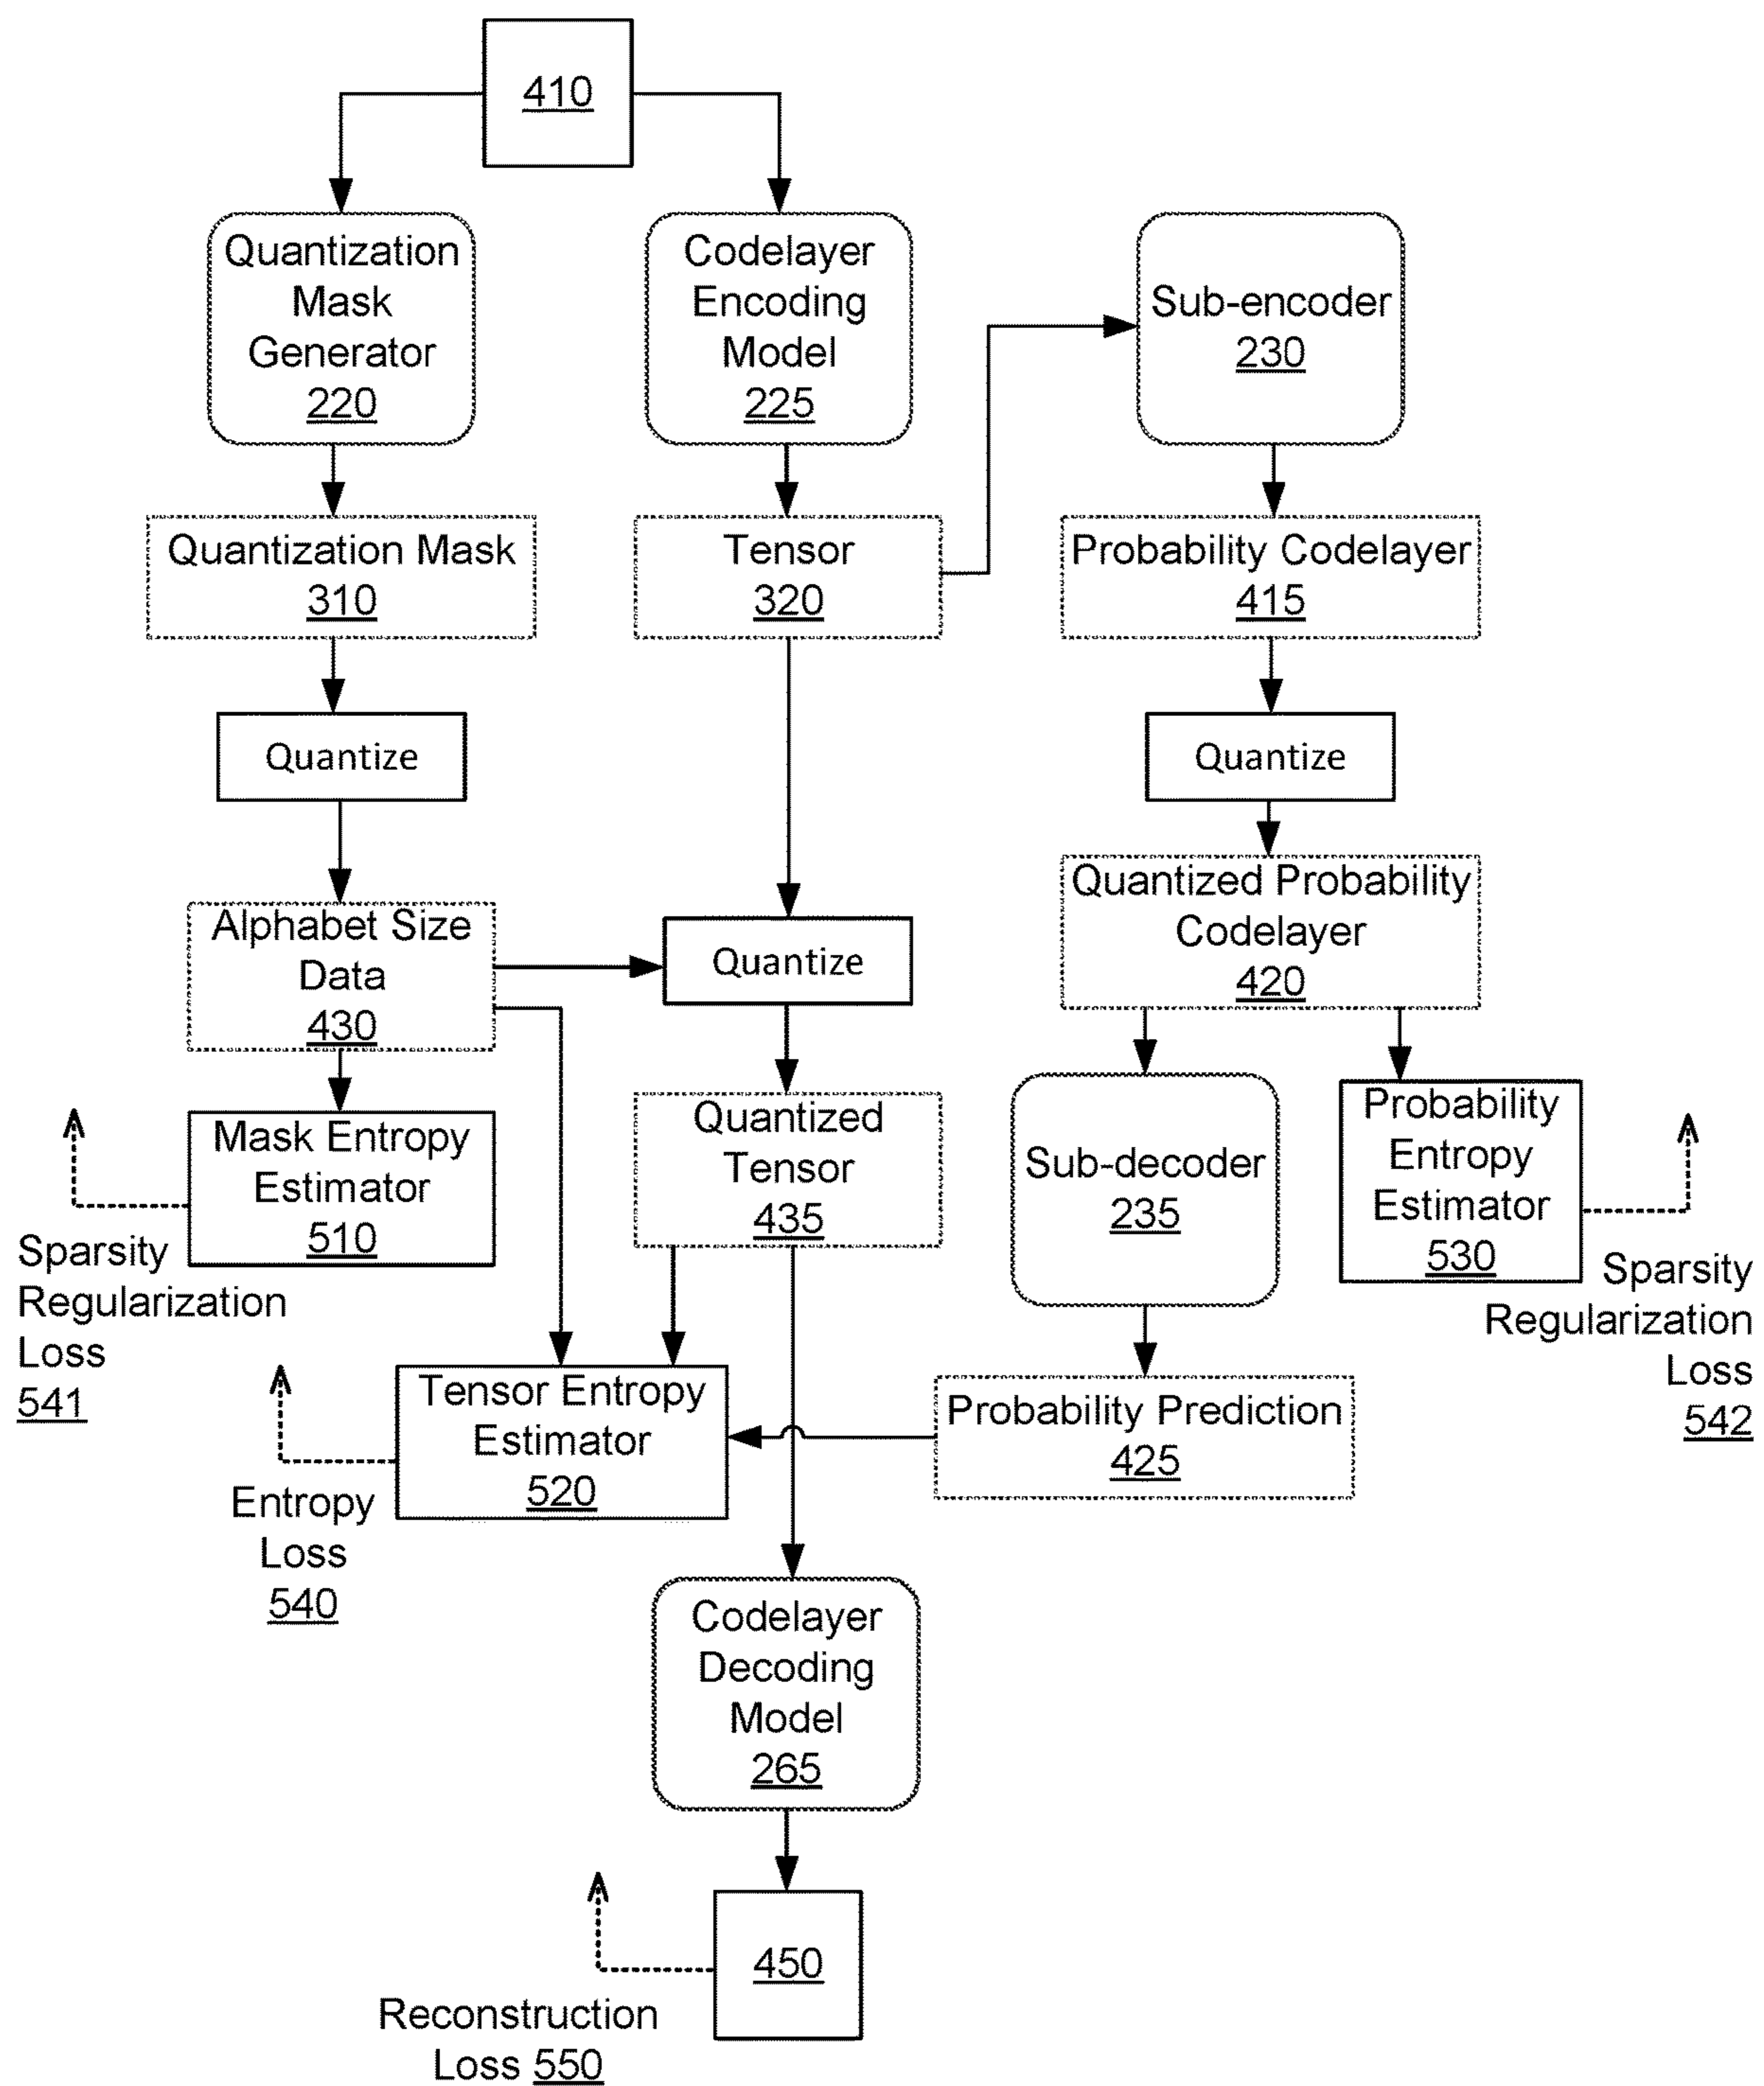 410
Quantization
Mask
Generator
220
Codelayer
Encoding
Model
225
Sub-encoder
230
Quantization Mask
310
Tensor
320
Probability Codelayer
415
Quantize
Quantize
Quantized Probability
Codelayer
420
Alphabet Size
Data
430
Quantize
Mask Entropy
Estimator
510
Quantized
Tensor
435
Sub-decoder
235
Probability
Entropy
Estimator
530
Sparsity
Regularization
Loss
541
Sparsity
Regularization
Loss
542
Tensor Entropy
Estimator
520
Probability Prediction
425
Entropy
Loss
540
Codelayer
Decoding
Model
265
450
Reconstruction
Loss 550